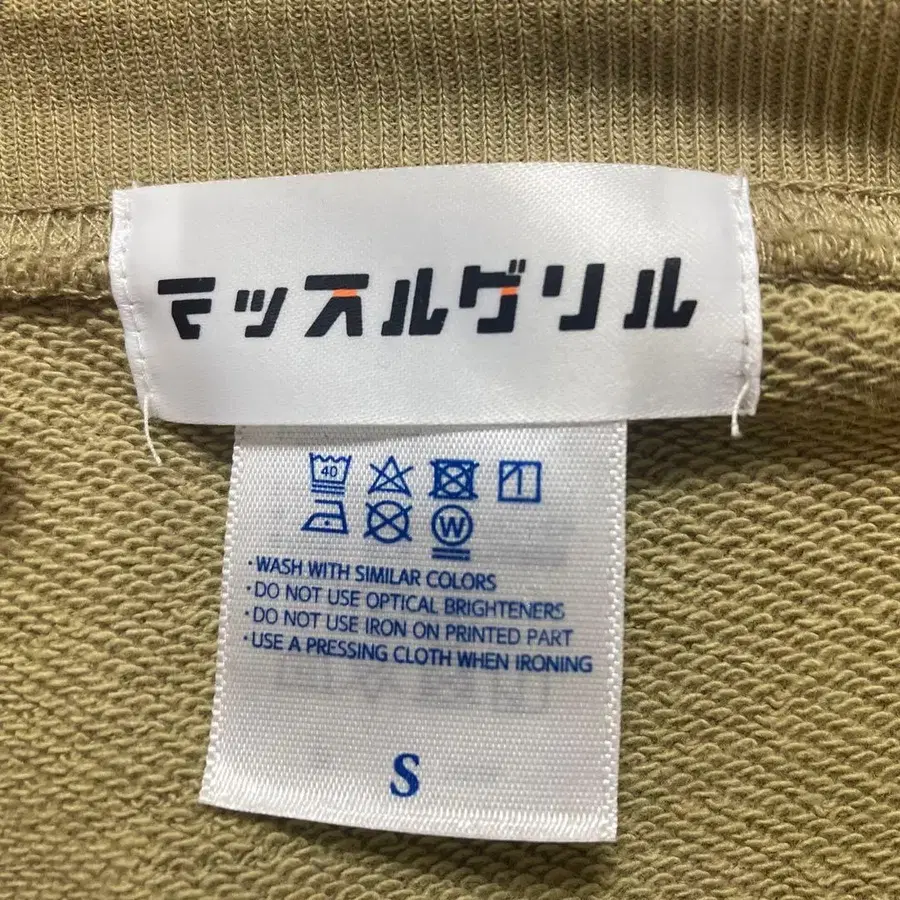 マッスルグリル
40
W
・WASH WITH SIMILAR COLORS
・DO NOT USE OPTICAL BRIGHTENERS
・DO NOT USE IRON ON PRINTED PART
・USE A PRESSING CLOTH WHEN IRONING
S